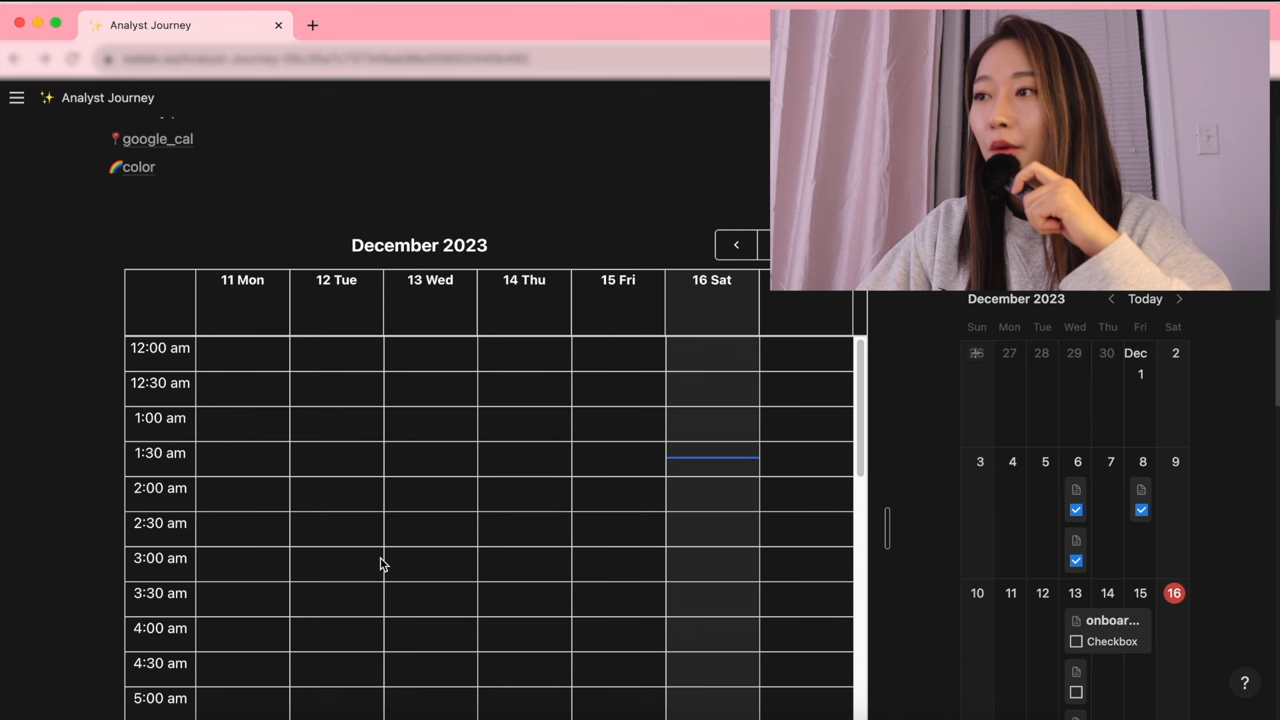 Analyst Journey
Analyst Journey
google_cal
color
December 2023
11 Mon 12 Tue 13 Wed 14 Thu 15 Fri 16 Sat
12:00 am
12:30 am
1:00 am
1:30 am
2:00 am
2:30 am
3:00 am
3:30 am
4:00 am
4:30 am
5:00 am
December 2023 Today
Sun Mon Tue Wed Thu Fri Sat
27 28 29 30 Dec 1 2
3 4 5 6 7 8 9
10 11 12 13 14 15 16
onboar...
Checkbox
?